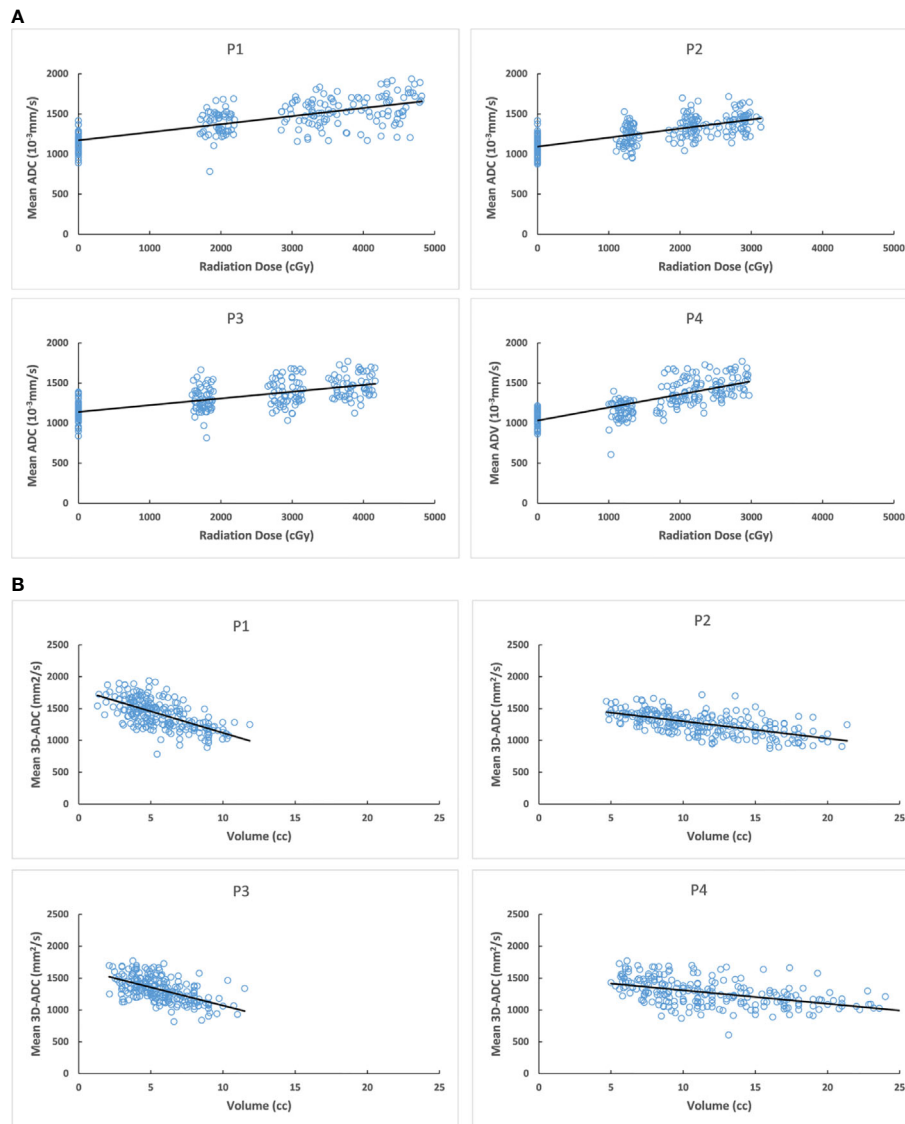 A
P1
2000
1500
1000
500
0
0 1000 2000 3000 4000 5000
Mean ADC (10⁻³mm/s)
Radiation Dose (cGy)
P2
2000
1500
1000
500
0
0 1000 2000 3000 4000 5000
Mean ADC (10⁻³mm/s)
Radiation Dose (cGy)
P3
2000
1500
1000
500
0
0 1000 2000 3000 4000 5000
Mean ADC (10⁻³mm/s)
Radiation Dose (cGy)
P4
2000
1500
1000
500
0
0 1000 2000 3000 4000 5000
Mean ADV (10⁻³mm/s)
Radiation Dose (cGy)
B
P1
2500
2000
1500
1000
500
0
0 5 10 15 20 25
Mean 3D-ADC (mm2/s)
Volume (cc)
P2
2500
2000
1500
1000
500
0
0 5 10 15 20 25
Mean 3D-ADC (mm²/s)
Volume (cc)
P3
2500
2000
1500
1000
500
0
0 5 10 15 20 25
Mean 3D-ADC (mm²/s)
Volume (cc)
P4
2500
2000
1500
1000
500
0
0 5 10 15 20 25
Mean 3D-ADC (mm²/s)
Volume (cc)